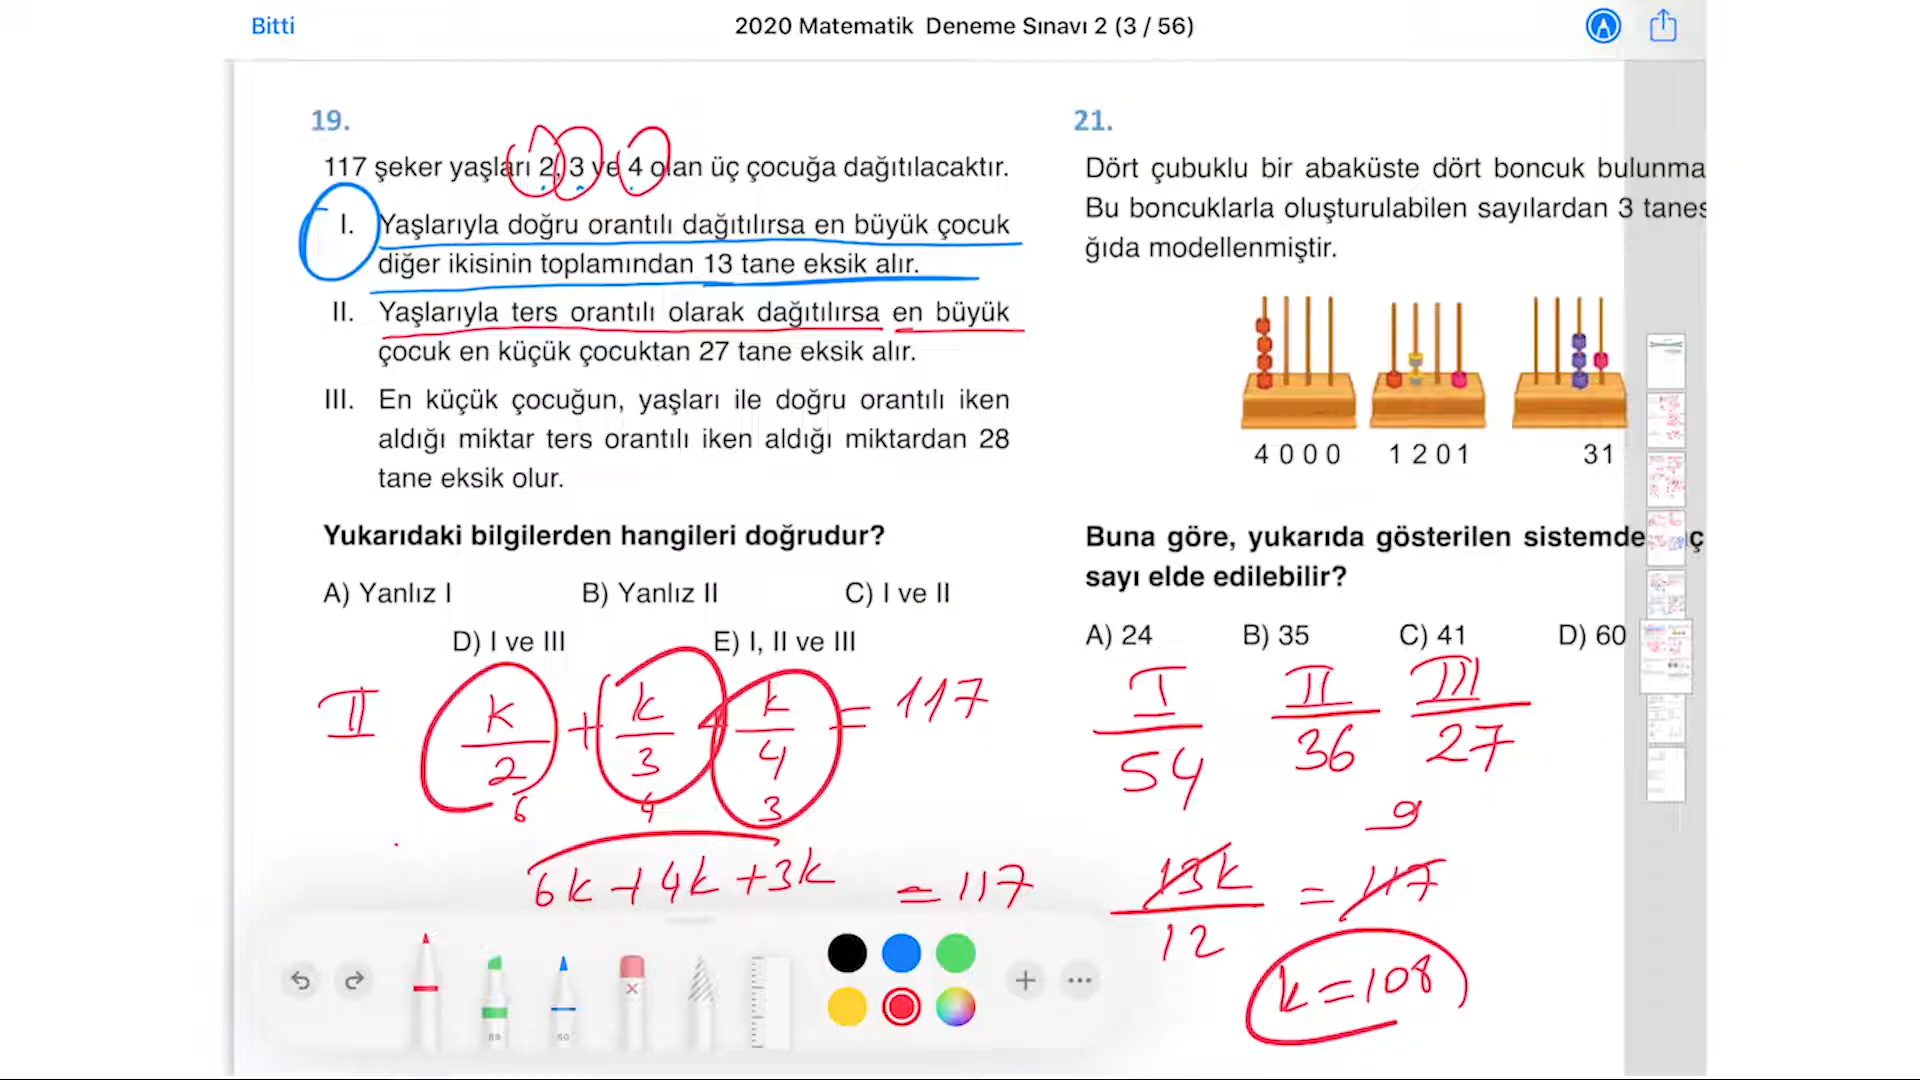 Bitti
2020 Matematik Deneme Sınavı 2 (3 / 56)
19.
117 şeker yaşları 2, 3 ve 4 olan üç çocuğa dağıtılacaktır.
I. Yaşlarıyla doğru orantılı dağıtılırsa en büyük çocuk
diğer ikisinin toplamından 13 tane eksik alır.
II. Yaşlarıyla ters orantılı olarak dağıtılırsa en büyük
çocuk en küçük çocuktan 27 tane eksik alır.
III. En küçük çocuğun, yaşları ile doğru orantılı iken
aldığı miktar ters orantılı iken aldığı miktardan 28
tane eksik olur.
Yukarıdaki bilgilerden hangileri doğrudur?
A) Yanlız I B) Yanlız II C) I ve II
D) I ve III E) I, II ve III
II k/2 + k/3 + k/4 = 117
6 4 3
6k + 4k + 3k = 117
21.
Dört çubuklu bir abaküste dört boncuk bulunma
Bu boncuklarla oluşturulabilen sayılardan 3 tanes
ğıda modellenmiştir.
4 0 0 0 1 2 0 1 31
Buna göre, yukarıda gösterilen sistemde ç
sayı elde edilebilir?
A) 24 B) 35 C) 41 D) 60
I II III
54 36 27
9
13k/12 = 117
k = 108
89 50